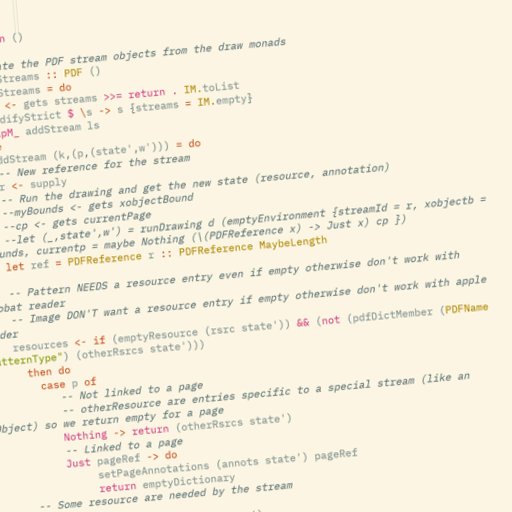 n ()
ate the PDF stream objects from the draw monads
Streams :: PDF ()
Streams = do
<- gets streams >>= return . IM.toList
difyStrict $ \s -> s {streams = IM.empty}
pM_ addStream ls
e
ddStream (k,(p,(state',w'))) = do
-- New reference for the stream
r <- supply
-- Run the drawing and get the new state (resource, annotation)
--myBounds <- gets xobjectBound
--cp <- gets currentPage
--let (_,state',w') = runDrawing d (emptyEnvironment {streamId = r, xobjectb =
unds, currentp = maybe Nothing (\(PDFReference x) -> Just x) cp })
let ref = PDFReference r :: PDFReference MaybeLength
-- Pattern NEEDS a resource entry even if empty otherwise don't work with
obat reader
-- Image DON'T want a resource entry if empty otherwise don't work with apple
der
resources <- if (emptyResource (rsrc state')) && (not (pdfDictMember (PDFName
atternType") (otherRsrcs state')))
then do
case p of
-- Not linked to a page
-- otherResource are entries specific to a special stream (like an
Object) so we return empty for a page
Nothing -> return (otherRsrcs state')
-- Linked to a page
Just pageRef -> do
setPageAnnotations (annots state') pageRef
return emptyDictionary
-- Some resource are needed by the stream